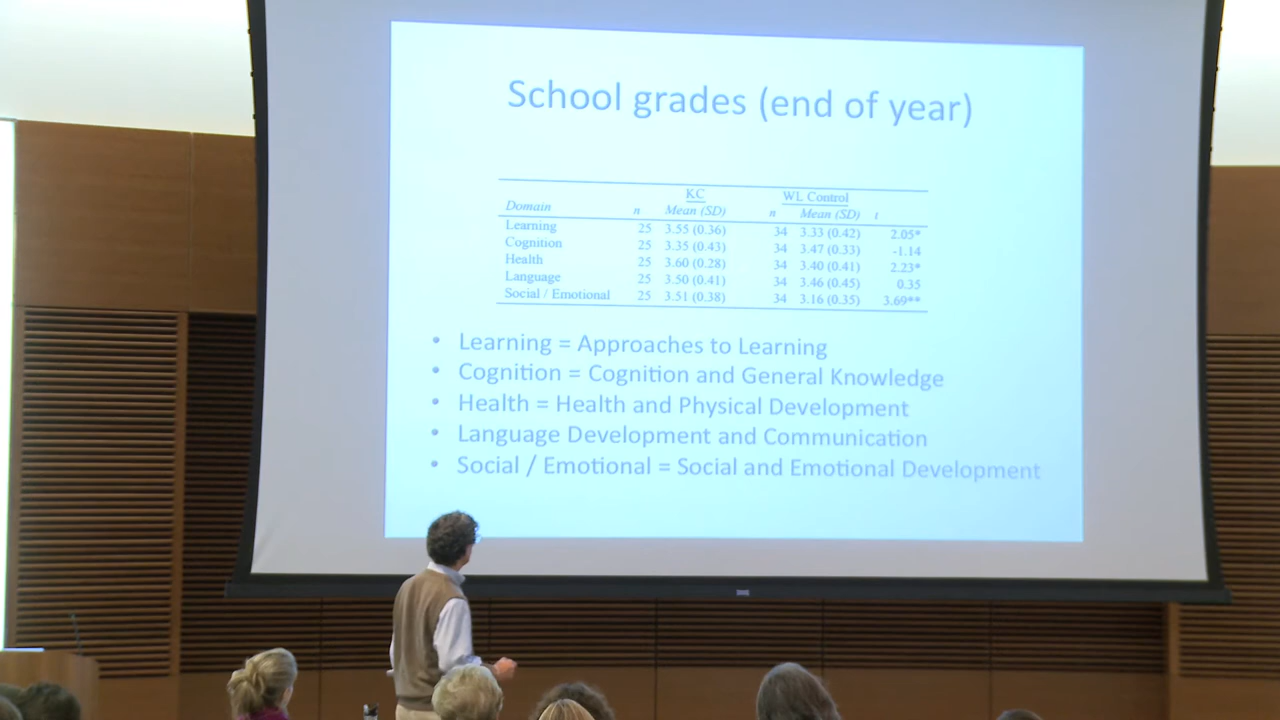 School grades (end of year)
KC WL Control
Domain n Mean (SD) n Mean (SD) t
Learning 25 3.55 (0.36) 34 3.33 (0.42) 2.05*
Cognition 25 3.35 (0.43) 34 3.47 (0.33) -1.14
Health 25 3.60 (0.28) 34 3.40 (0.41) 2.23*
Language 25 3.50 (0.41) 34 3.46 (0.45) 0.35
Social / Emotional 25 3.51 (0.38) 34 3.16 (0.35) 3.69**
• Learning = Approaches to Learning
• Cognition = Cognition and General Knowledge
• Health = Health and Physical Development
• Language Development and Communication
• Social / Emotional = Social and Emotional Development